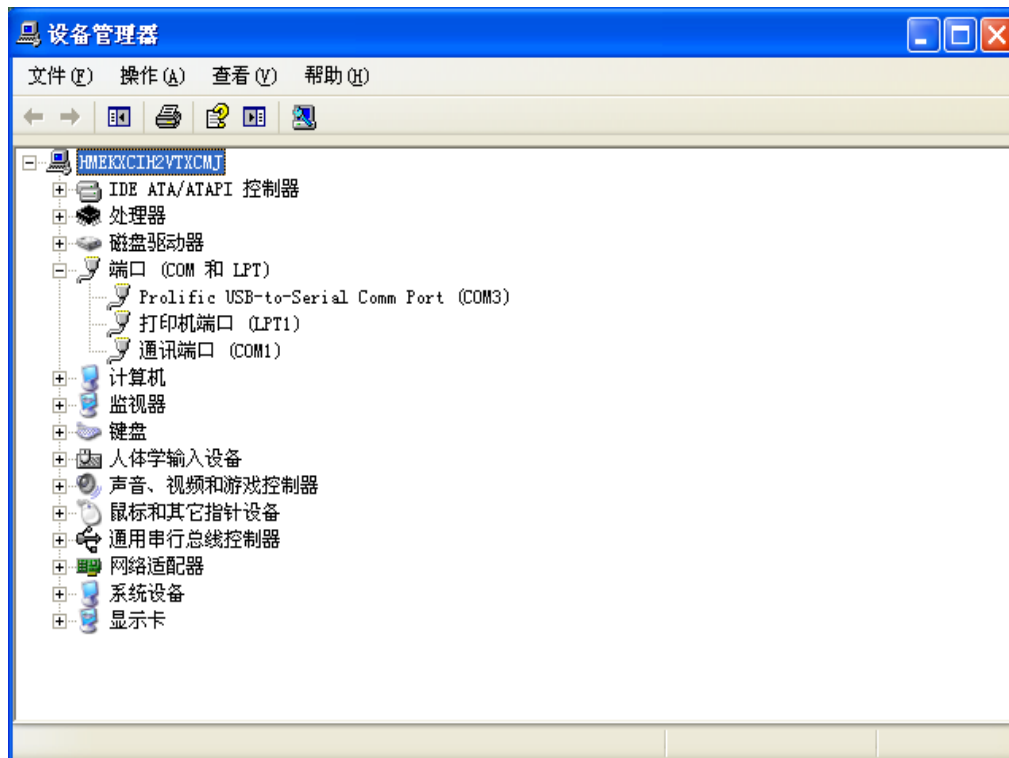 设备管理器
文件(F) 操作(A) 查看(V) 帮助(H)
HMEKXCIH2VTXCMJ
IDE ATA/ATAPI 控制器
处理器
磁盘驱动器
端口 (COM 和 LPT)
Prolific USB-to-Serial Comm Port (COM3)
打印机端口 (LPT1)
通讯端口 (COM1)
计算机
监视器
键盘
人体学输入设备
声音、视频和游戏控制器
鼠标和其它指针设备
通用串行总线控制器
网络适配器
系统设备
显示卡